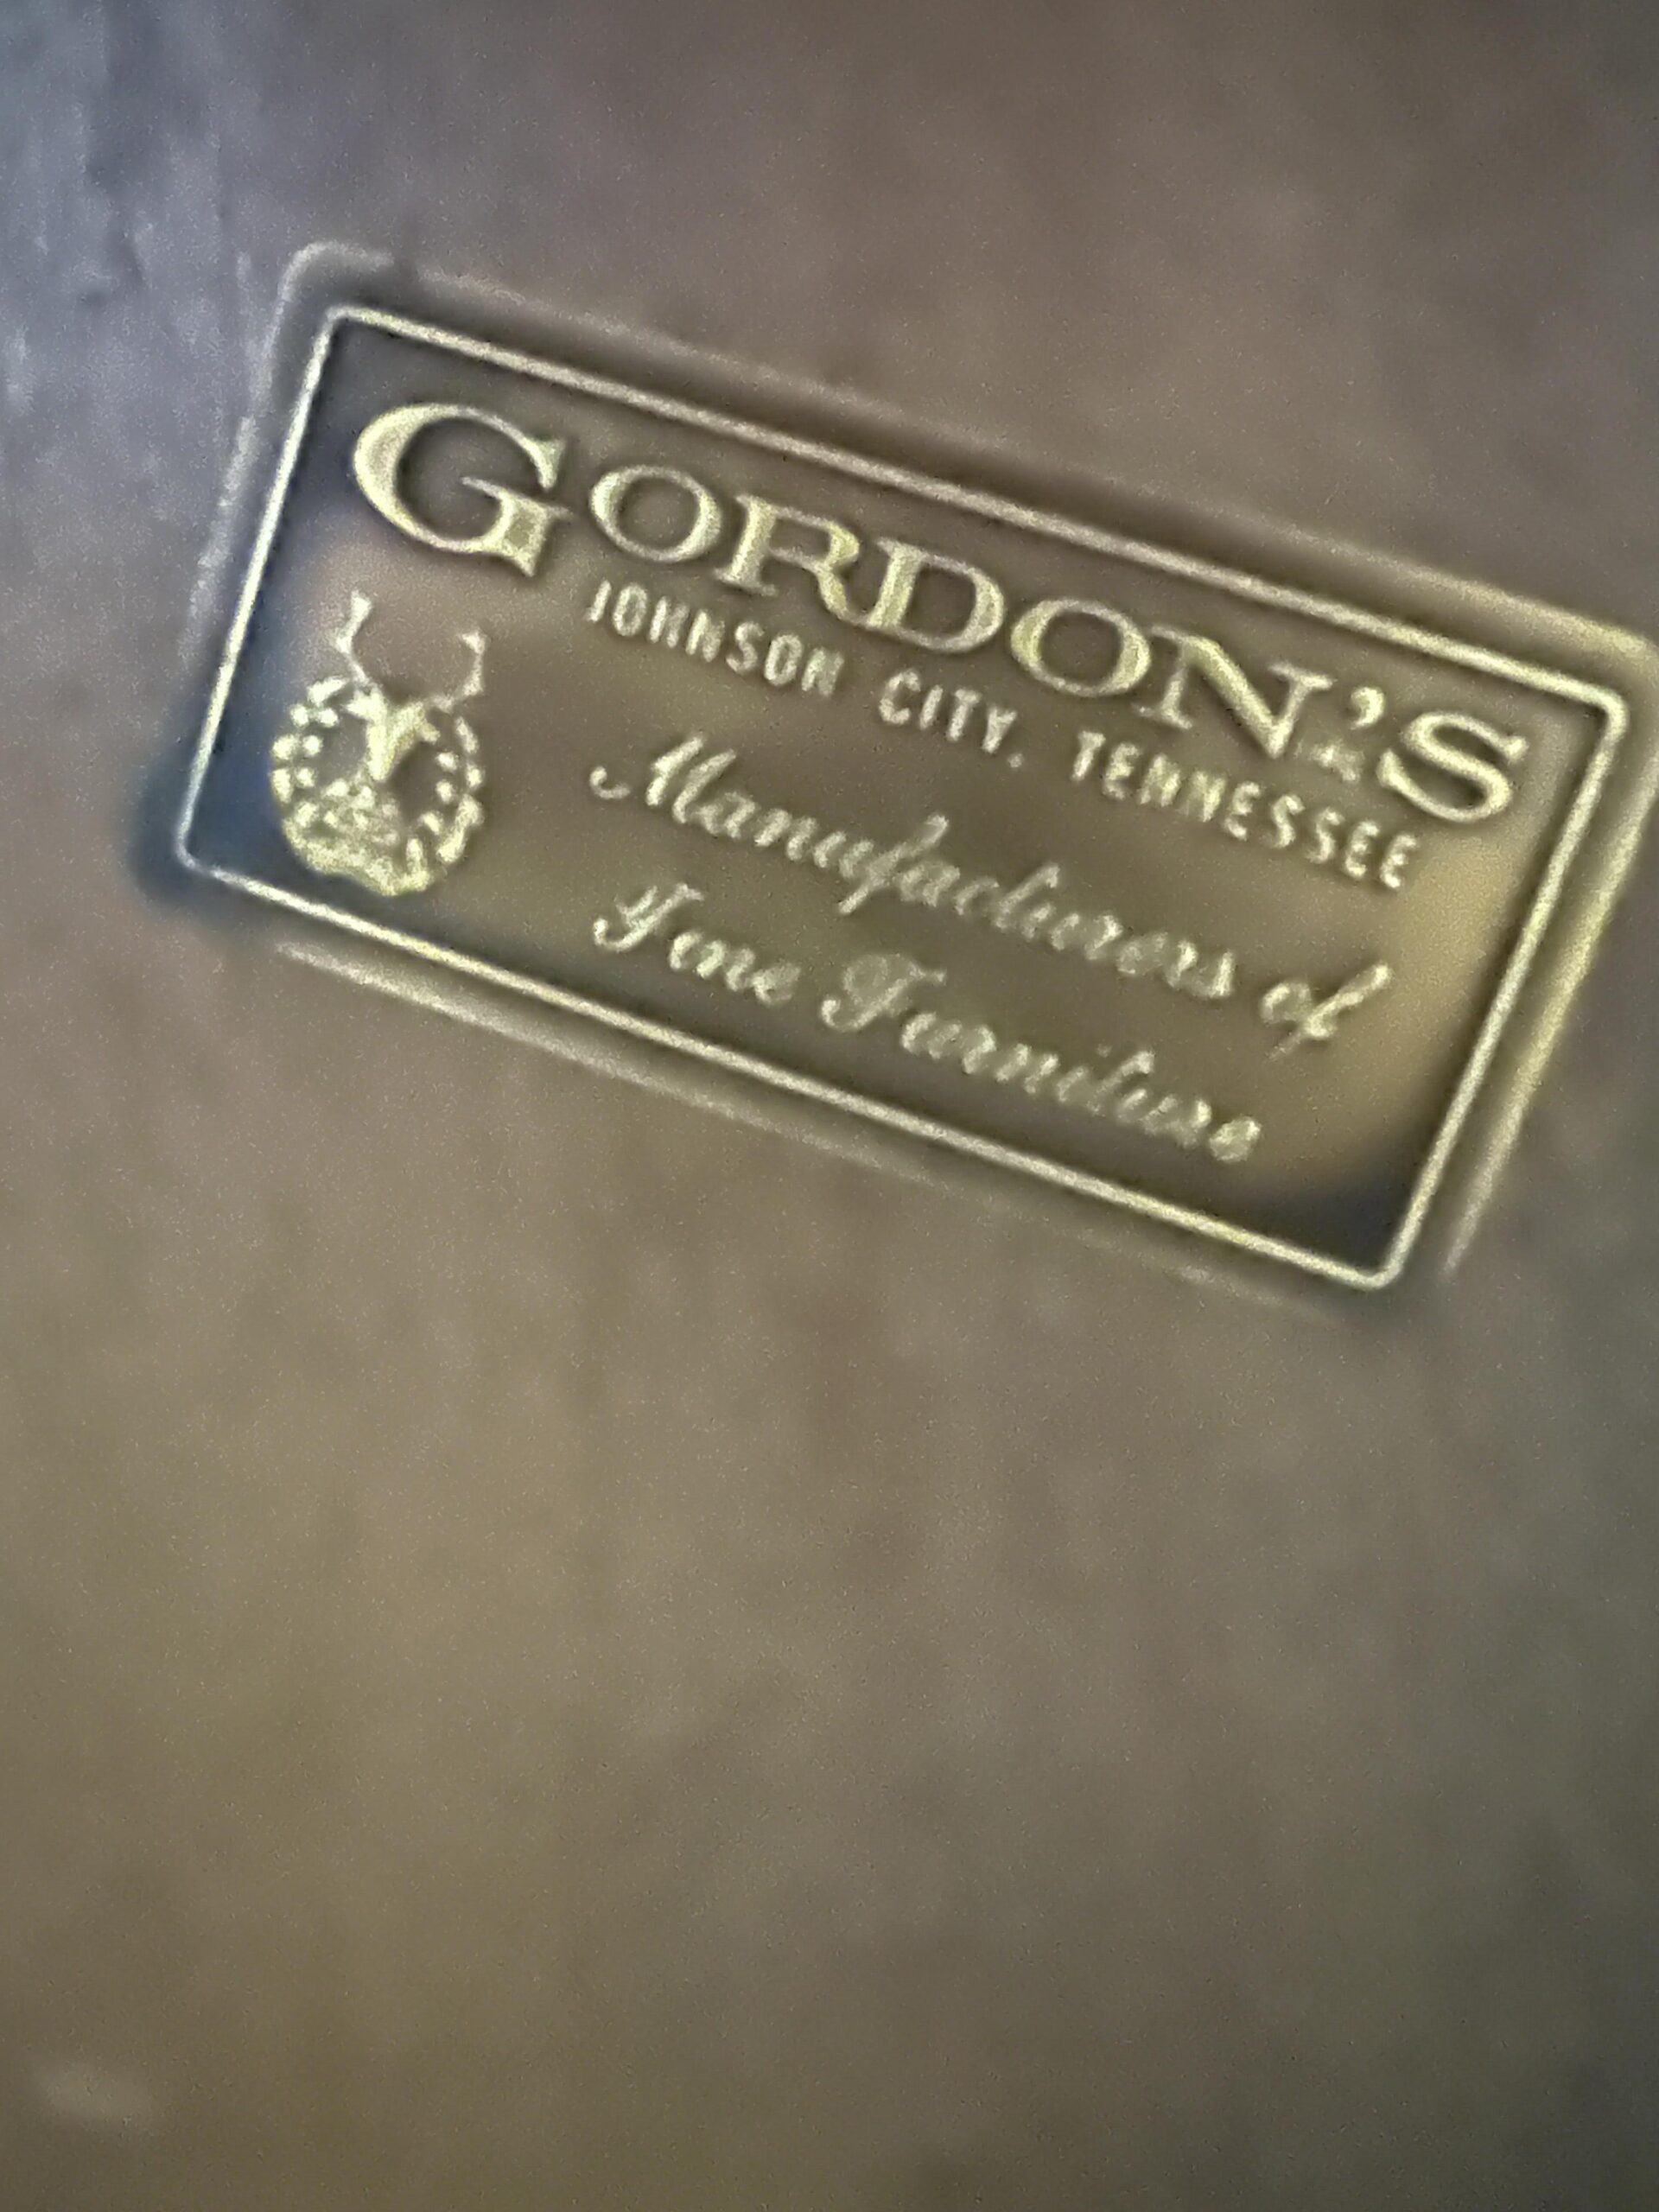 GORDON'S
JOHNSON CITY, TENNESSEE
Manufacturers of
Fine Furniture